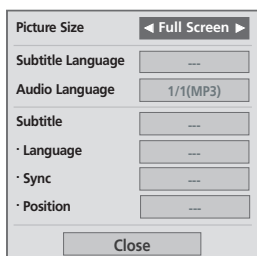 Picture Size ◀ Full Screen ▶
Subtitle Language ---
Audio Language 1/1(MP3)
Subtitle ---
· Language ---
· Sync ---
· Position ---
Close